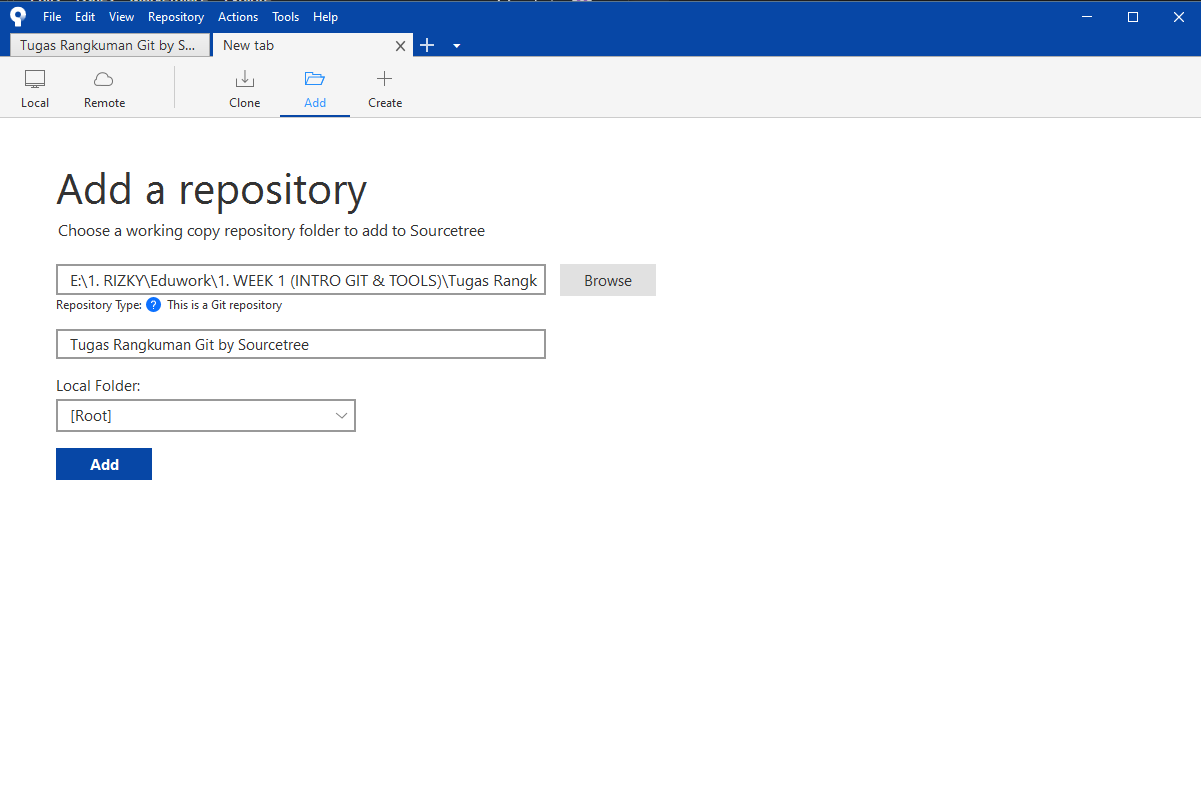 File Edit View Repository Actions Tools Help
Tugas Rangkuman Git by S... New tab
Local Remote Clone Add Create
Add a repository
Choose a working copy repository folder to add to Sourcetree
E:\1. RIZKY\Eduwork\1. WEEK 1 (INTRO GIT & TOOLS)\Tugas Rangk
Browse
Repository Type: ? This is a Git repository
Tugas Rangkuman Git by Sourcetree
Local Folder:
[Root]
Add